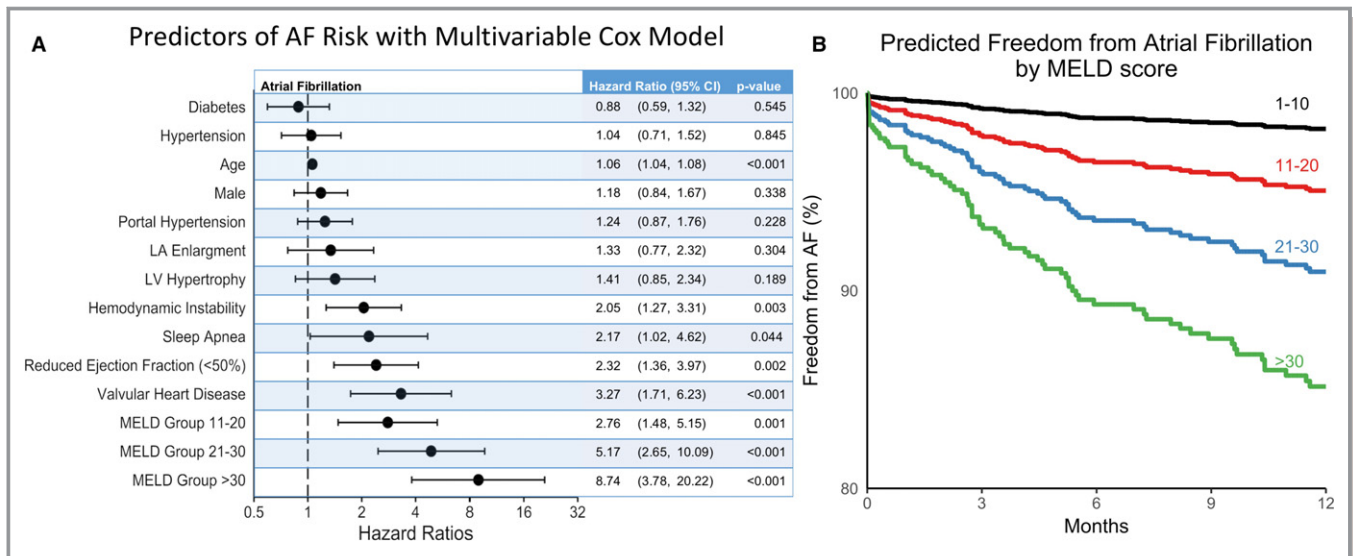 A
Predictors of AF Risk with Multivariable Cox Model
Atrial Fibrillation Hazard Ratio (95% CI) p-value
Diabetes 0.88 (0.59, 1.32) 0.545
Hypertension 1.04 (0.71, 1.52) 0.845
Age 1.06 (1.04, 1.08) <0.001
Male 1.18 (0.84, 1.67) 0.338
Portal Hypertension 1.24 (0.87, 1.76) 0.228
LA Enlargment 1.33 (0.77, 2.32) 0.304
LV Hypertrophy 1.41 (0.85, 2.34) 0.189
Hemodynamic Instability 2.05 (1.27, 3.31) 0.003
Sleep Apnea 2.17 (1.02, 4.62) 0.044
Reduced Ejection Fraction (<50%) 2.32 (1.36, 3.97) 0.002
Valvular Heart Disease 3.27 (1.71, 6.23) <0.001
MELD Group 11-20 2.76 (1.48, 5.15) 0.001
MELD Group 21-30 5.17 (2.65, 10.09) <0.001
MELD Group >30 8.74 (3.78, 20.22) <0.001
0.5 1 2 4 8 16 32
Hazard Ratios
B
Predicted Freedom from Atrial Fibrillation
by MELD score
Freedom from AF (%)
100
90
80
1-10
11-20
21-30
>30
0 3 6 9 12
Months